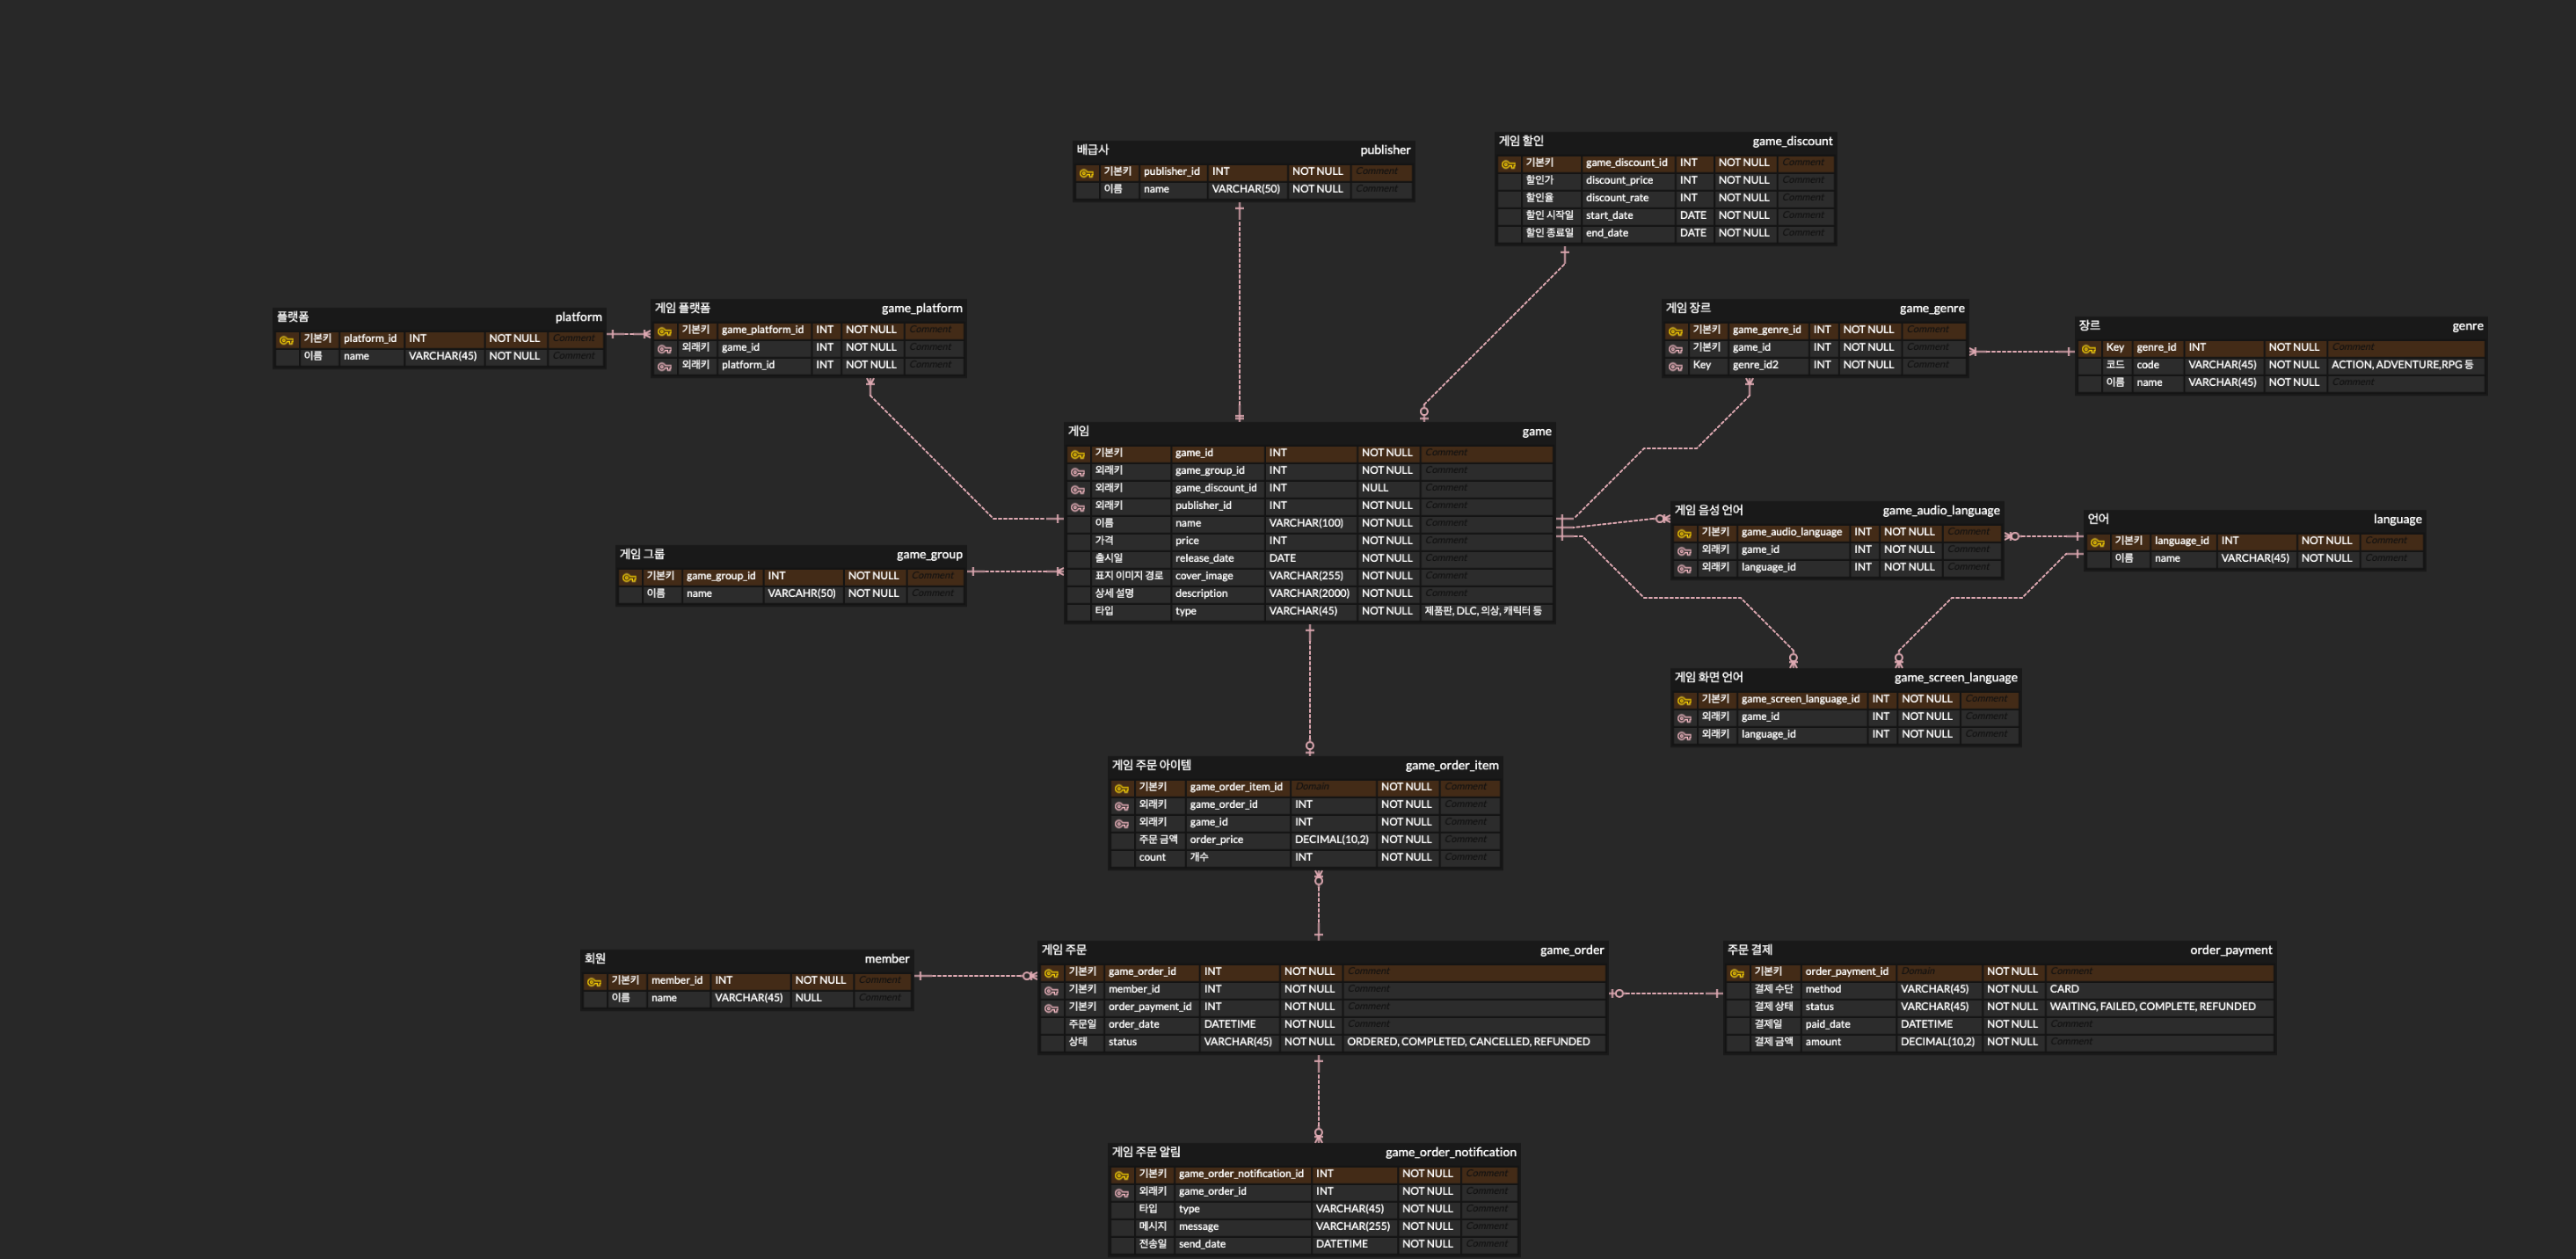 배급사 publisher
기본키 publisher_id INT NOT NULL Comment
이름 name VARCHAR(50) NOT NULL Comment
게임 할인 game_discount
기본키 game_discount_id INT NOT NULL Comment
할인가 discount_price INT NOT NULL Comment
할인율 discount_rate INT NOT NULL Comment
할인 시작일 start_date DATE NOT NULL Comment
할인 종료일 end_date DATE NOT NULL Comment
플랫폼 platform
기본키 platform_id INT NOT NULL Comment
이름 name VARCHAR(45) NOT NULL Comment
게임 플랫폼 game_platform
기본키 game_platform_id INT NOT NULL Comment
외래키 game_id INT NOT NULL Comment
외래키 platform_id INT NOT NULL Comment
게임 장르 game_genre
기본키 game_genre_id INT NOT NULL Comment
기본키 game_id INT NOT NULL Comment
Key genre_id2 INT NOT NULL Comment
장르 genre
Key genre_id INT NOT NULL Comment
코드 code VARCHAR(45) NOT NULL ACTION, ADVENTURE,RPG 등
이름 name VARCHAR(45) NOT NULL Comment
게임 game
기본키 game_id INT NOT NULL Comment
외래키 game_group_id INT NOT NULL Comment
외래키 game_discount_id INT NULL Comment
외래키 publisher_id INT NOT NULL Comment
이름 name VARCHAR(100) NOT NULL Comment
가격 price INT NOT NULL Comment
출시일 release_date DATE NOT NULL Comment
표지 이미지 경로 cover_image VARCHAR(255) NOT NULL Comment
상세 설명 description VARCHAR(2000) NOT NULL Comment
타입 type VARCHAR(45) NOT NULL 제품판, DLC, 의상, 캐릭터 등
게임 그룹 game_group
기본키 game_group_id INT NOT NULL Comment
이름 name VARCAHR(50) NOT NULL Comment
게임 음성 언어 game_audio_language
기본키 game_audio_language INT NOT NULL Comment
외래키 game_id INT NOT NULL Comment
외래키 language_id INT NOT NULL Comment
언어 language
기본키 language_id INT NOT NULL Comment
이름 name VARCHAR(45) NOT NULL Comment
게임 화면 언어 game_screen_language
기본키 game_screen_language_id INT NOT NULL Comment
외래키 game_id INT NOT NULL Comment
외래키 language_id INT NOT NULL Comment
게임 주문 아이템 game_order_item
기본키 game_order_item_id Domain NOT NULL Comment
외래키 game_order_id INT NOT NULL Comment
외래키 game_id INT NOT NULL Comment
주문 금액 order_price DECIMAL(10,2) NOT NULL Comment
count 개수 INT NOT NULL Comment
회원 member
기본키 member_id INT NOT NULL Comment
이름 name VARCHAR(45) NULL Comment
게임 주문 game_order
기본키 game_order_id INT NOT NULL Comment
기본키 member_id INT NOT NULL Comment
기본키 order_payment_id INT NOT NULL Comment
주문일 order_date DATETIME NOT NULL Comment
상태 status VARCHAR(45) NOT NULL ORDERED, COMPLETED, CANCELLED, REFUNDED
주문 결제 order_payment
기본키 order_payment_id Domain NOT NULL Comment
결제 수단 method VARCHAR(45) NOT NULL CARD
결제 상태 status VARCHAR(45) NOT NULL WAITING, FAILED, COMPLETE, REFUNDED
결제일 paid_date DATETIME NOT NULL Comment
결제 금액 amount DECIMAL(10,2) NOT NULL Comment
게임 주문 알림 game_order_notification
기본키 game_order_notification_id INT NOT NULL Comment
외래키 game_order_id INT NOT NULL Comment
타입 type VARCHAR(45) NOT NULL Comment
메시지 message VARCHAR(255) NOT NULL Comment
전송일 send_date DATETIME NOT NULL Comment